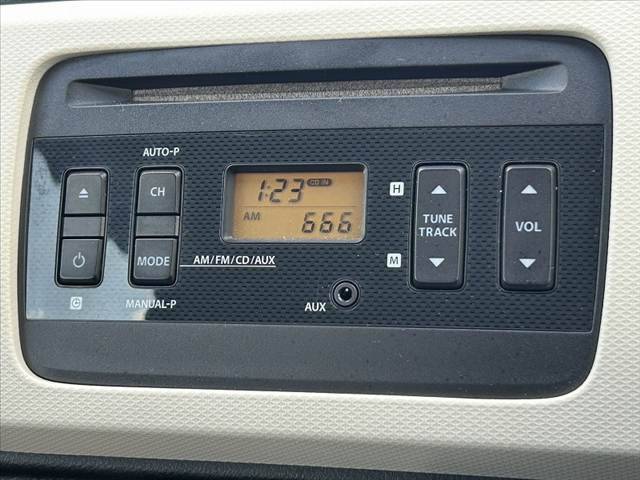 AUTO-P
CH
MODE
AM/FM/CD/AUX
MANUAL-P
C
1:23 CD IN
AM 666
AUX
H
M
TUNE
TRACK
VOL